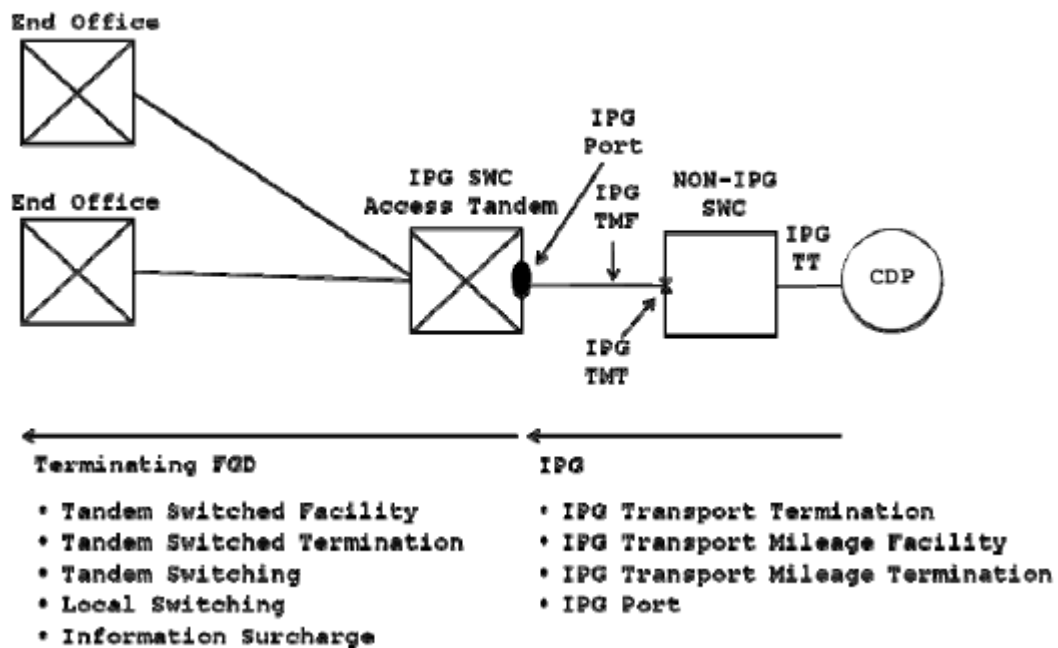 End Office
End Office
IPG SWC
Access Tandem
IPG
Port
IPG
TMF
IPG
TMT
NON-IPG
SWC
IPG
TT
CDP
Terminating FGD
• Tandem Switched Facility
• Tandem Switched Termination
• Tandem Switching
• Local Switching
• Information Surcharge
IPG
• IPG Transport Termination
• IPG Transport Mileage Facility
• IPG Transport Mileage Termination
• IPG Port